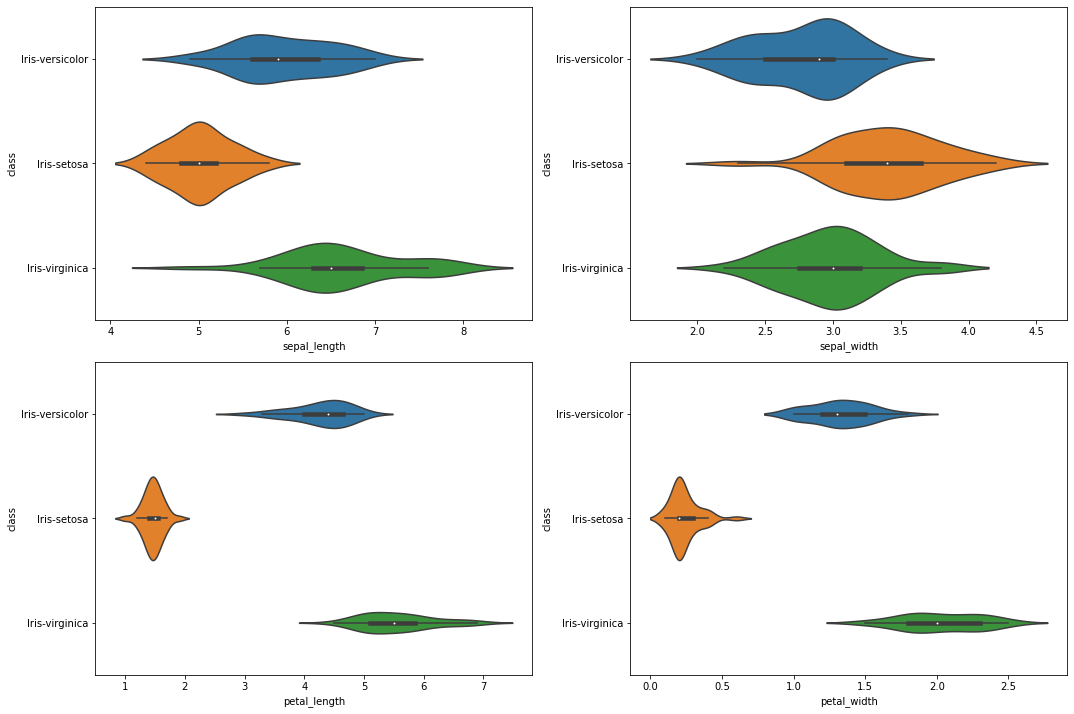 Iris-versicolor
Iris-setosa
Iris-virginica
class
4 5 6 7 8
sepal_length
Iris-versicolor
Iris-setosa
Iris-virginica
class
2.0 2.5 3.0 3.5 4.0 4.5
sepal_width
Iris-versicolor
Iris-setosa
Iris-virginica
class
1 2 3 4 5 6 7
petal_length
Iris-versicolor
Iris-setosa
Iris-virginica
class
0.0 0.5 1.0 1.5 2.0 2.5
petal_width